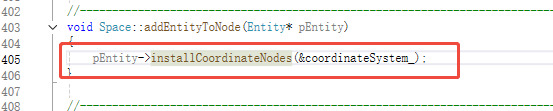 402 //----------------------------------------------------------------
403 void Space::addEntityToNode(Entity* pEntity)
404 {
405 pEntity->installCoordinateNodes(&coordinateSystem_);
406 }
407
408 //----------------------------------------------------------------